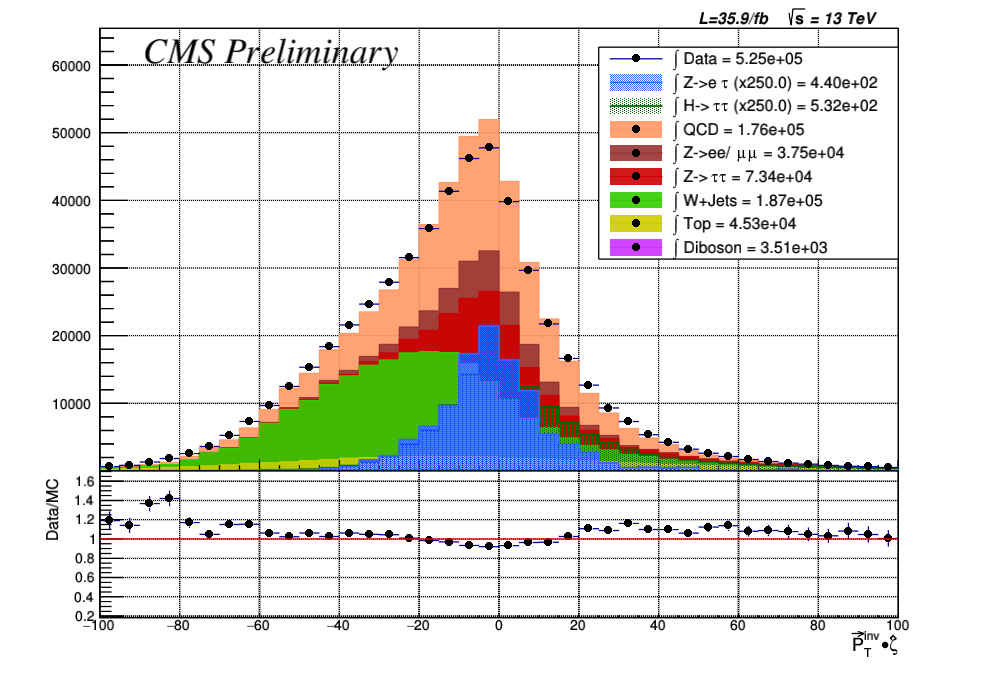 L=35.9/fb √s = 13 TeV
CMS Preliminary
∫ Data = 5.25e+05
∫ Z->e τ (x250.0) = 4.40e+02
∫ H-> ττ (x250.0) = 5.32e+02
∫ QCD = 1.76e+05
∫ Z->ee/ μμ = 3.75e+04
∫ Z-> ττ = 7.34e+04
∫ W+Jets = 1.87e+05
∫ Top = 4.53e+04
∫ Diboson = 3.51e+03
60000
50000
40000
30000
20000
10000
Data/MC
1.6
1.4
1.2
1
0.8
0.6
0.4
0.2
−100 −80 −60 −40 −20 0 20 40 60 80 100
P⃗_T^inv •ζ̂